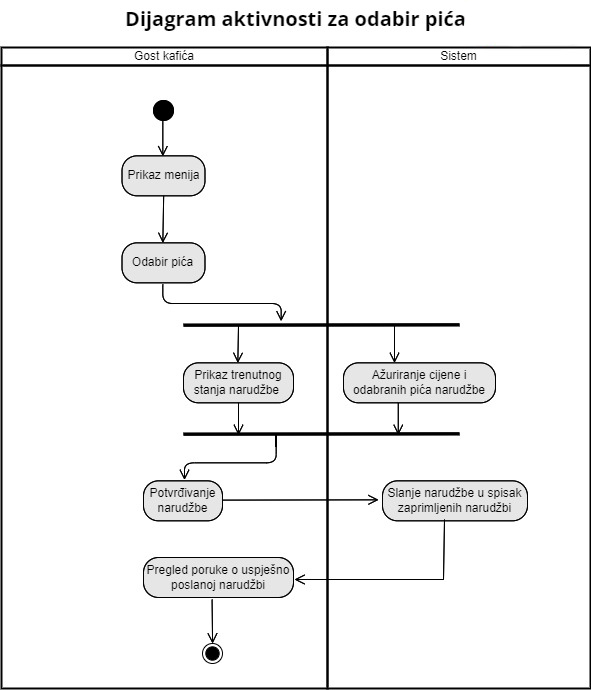 Dijagram aktivnosti za odabir pića
Gost kafića
Sistem
Prikaz menija
Odabir pića
Prikaz trenutnog
stanja narudžbe
Ažuriranje cijene i
odabranih pića narudžbe
Potvrđivanje
narudžbe
Slanje narudžbe u spisak
zaprimljenih narudžbi
Pregled poruke o uspješno
poslanoj narudžbi